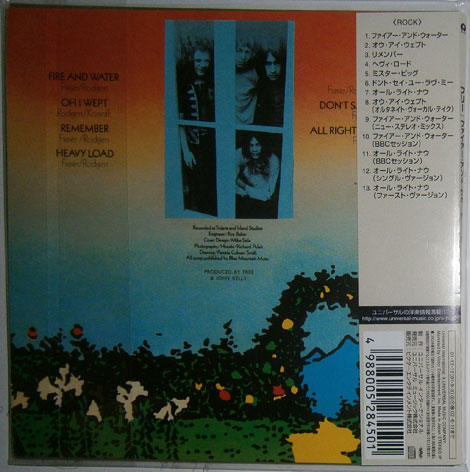 FIRE AND WATER
Fraser/Rodgers
OH I WEPT
Rodgers/Kossoff
REMEMBER
Fraser/Rodgers
HEAVY LOAD
Fraser/Rodgers
DON'T S
ALL RIGHT
Recorded at Trident and Island Studios
Engineer: Roy Baker
Cover Design: Mike Sida
All songs published by Blue Mountain Music
PRODUCED BY FREE
& JOHN KELLY
<ROCK>
1. ファイアー・アンド・ウォーター
2. オウ・アイ・ウェプト
3. リメンバー
4. ヘヴィ・ロード
5. ミスター・ビッグ
6. ドント・セイ・ユー・ラヴ・ミー
7. オール・ライト・ナウ
8. オウ・アイ・ウェプト
(オルタネイト・ヴォーカル・テイク)
9. ファイアー・アンド・ウォーター
(ニュー・ステレオ・ミックス)
10. ファイアー・アンド・ウォーター
(BBCセッション)
11. オール・ライト・ナウ
(BBCセッション)
12. オール・ライト・ナウ
(シングル・ヴァージョン)
13. オール・ライト・ナウ
(ファースト・ヴァージョン)
ユニバーサルの洋楽情報満載!
http://www.universal-music.co.jp/
4 988005 284501